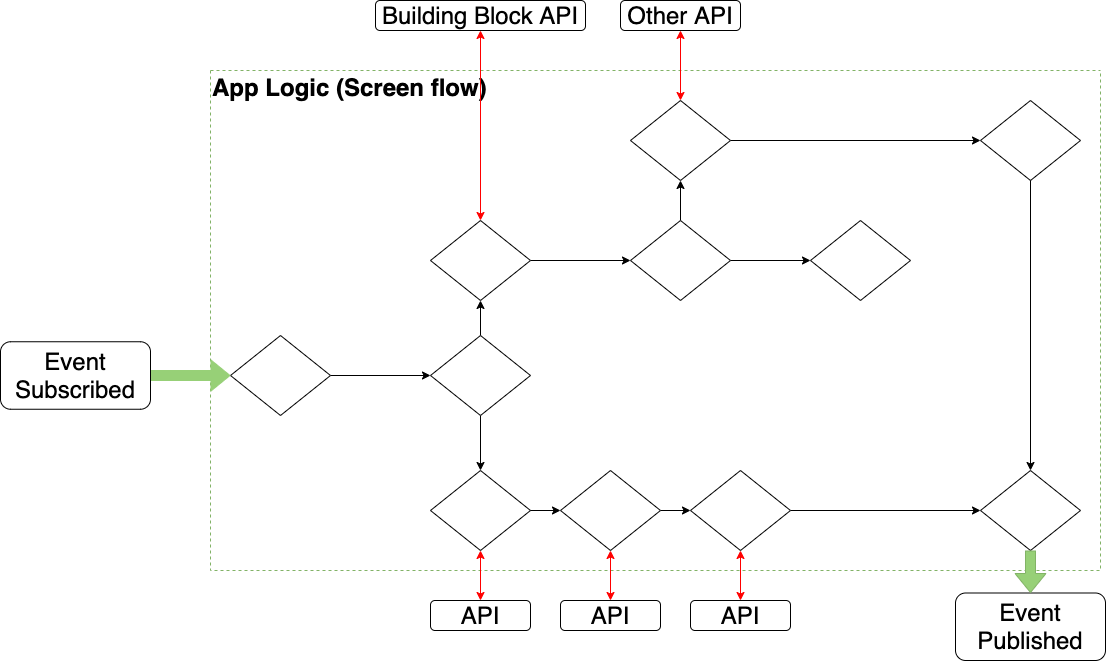 Building Block API
Other API
App Logic (Screen flow)
Event
Subscribed
API
API
API
Event
Published